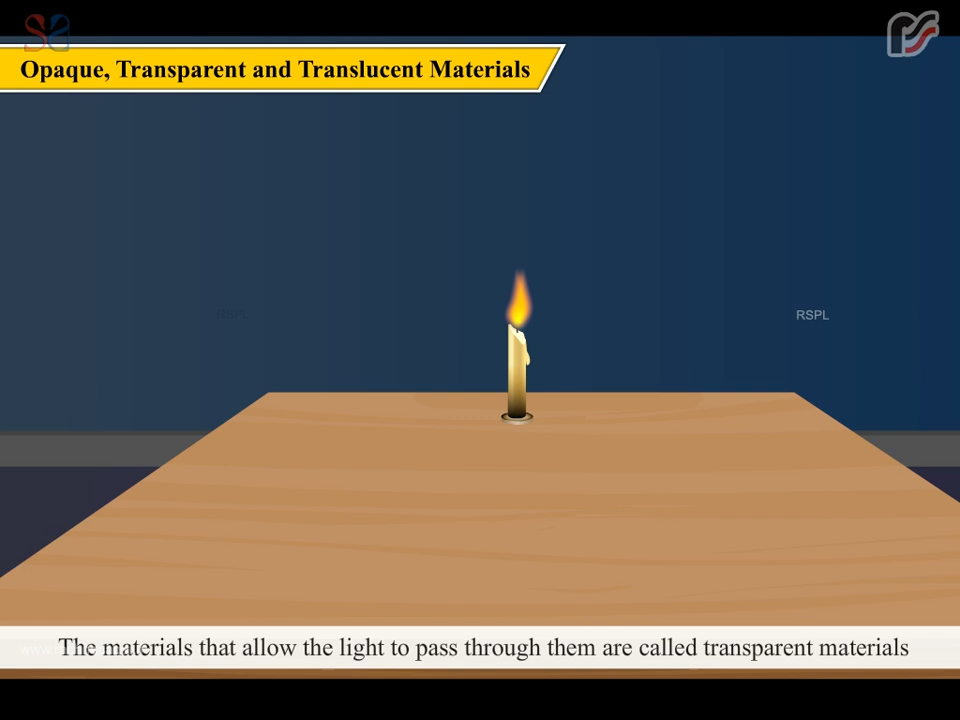 Opaque, Transparent and Translucent Materials
RSPL
RSPL
The materials that allow the light to pass through them are called transparent materials